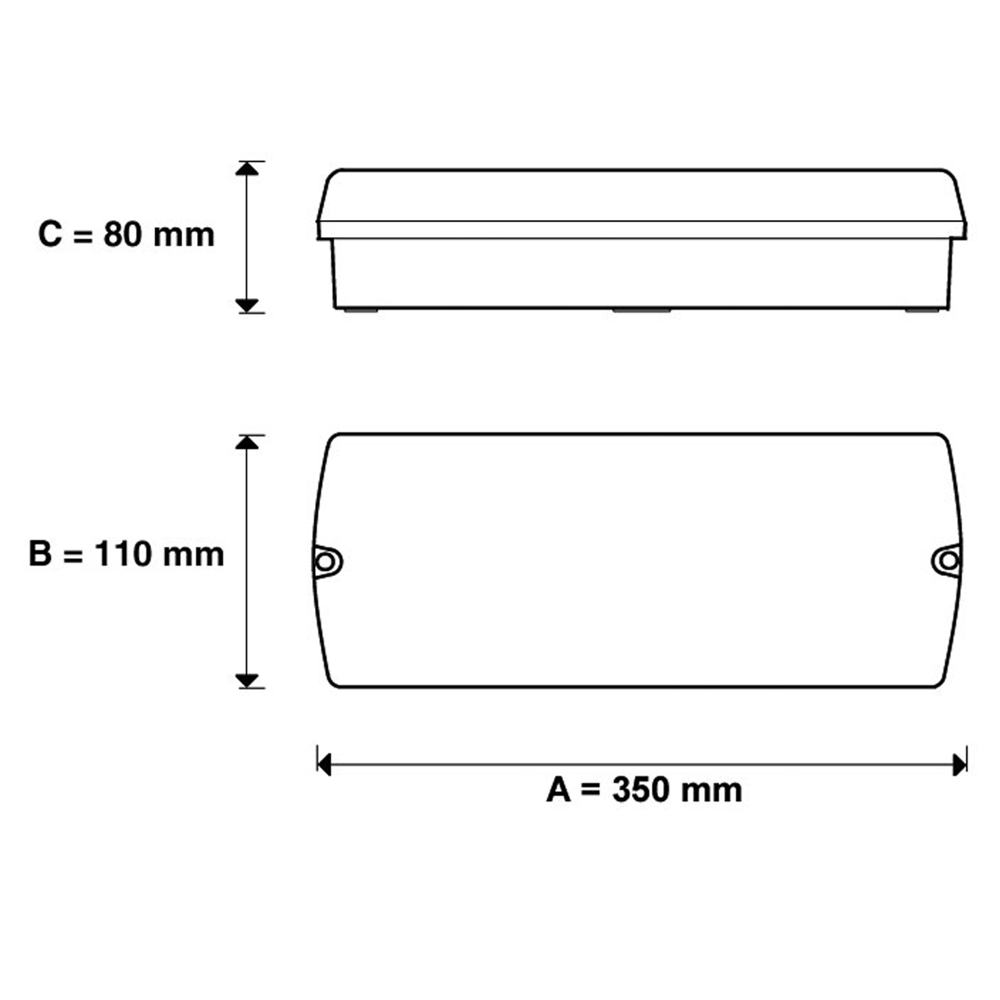 C = 80 mm
B = 110 mm
A = 350 mm